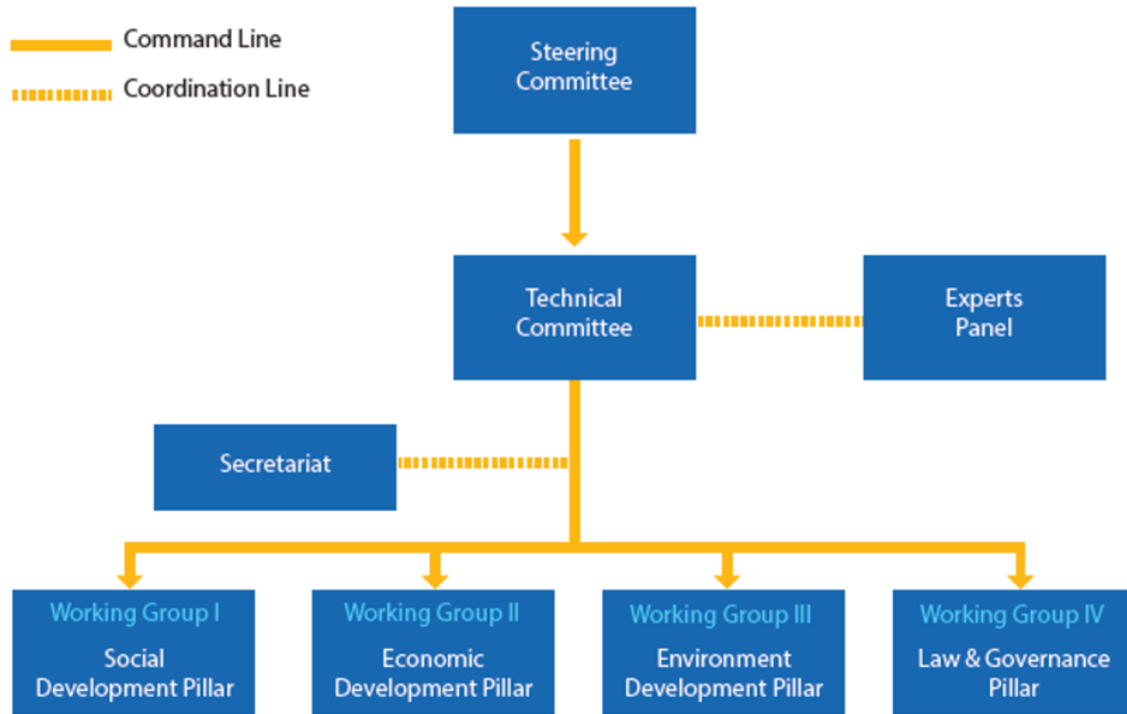 Command Line
Coordination Line
Steering
Committee
Technical
Committee
Experts
Panel
Secretariat
Working Group I
Social
Development Pillar
Working Group II
Economic
Development Pillar
Working Group III
Environment
Development Pillar
Working Group IV
Law & Governance
Pillar